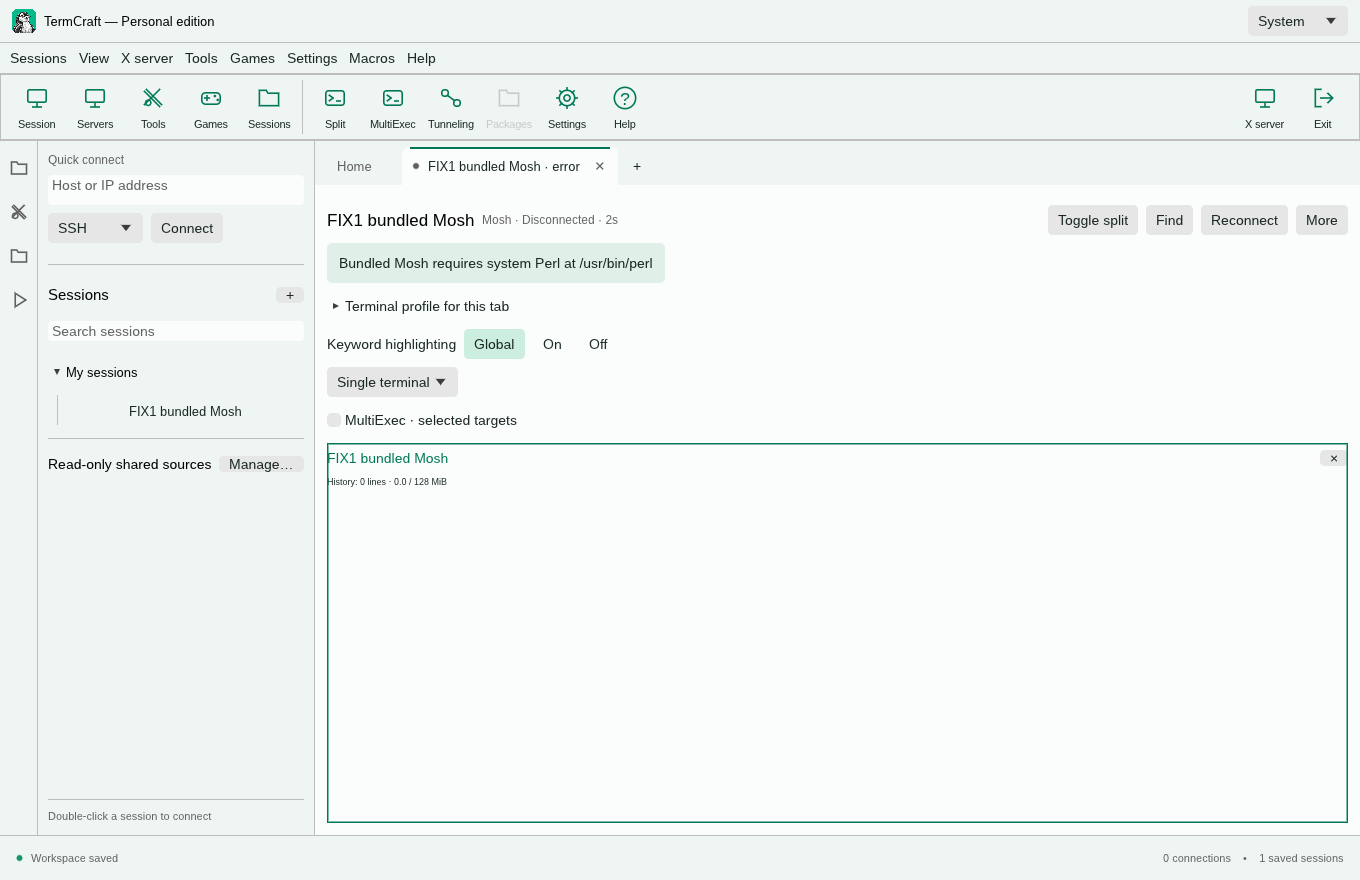 TermCraft — Personal edition
System
Sessions View X server Tools Games Settings Macros Help
Session Servers Tools Games Sessions Split MultiExec Tunneling Packages Settings Help X server Exit
Quick connect
Host or IP address
SSH Connect
Sessions +
Search sessions
My sessions
FIX1 bundled Mosh
Read-only shared sources Manage…
Double-click a session to connect
Home FIX1 bundled Mosh · error ✕ +
FIX1 bundled Mosh Mosh · Disconnected · 2s Toggle split Find Reconnect More
Bundled Mosh requires system Perl at /usr/bin/perl
Terminal profile for this tab
Keyword highlighting Global On Off
Single terminal
MultiExec · selected targets
FIX1 bundled Mosh ✕
History: 0 lines · 0.0 / 128 MiB
Workspace saved 0 connections • 1 saved sessions